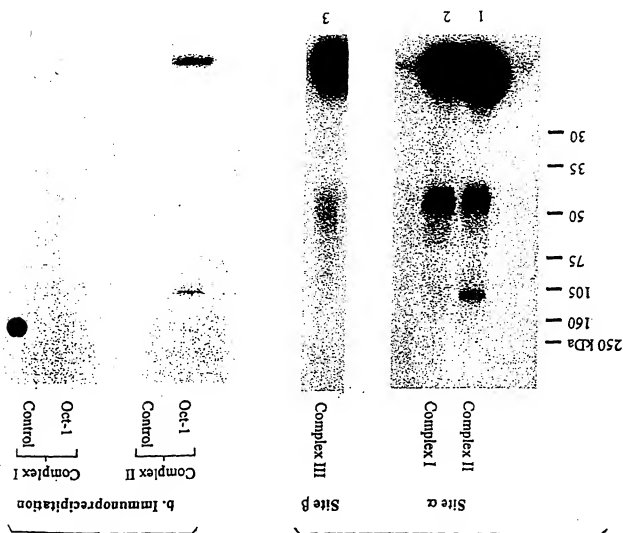 Site α
Site β
b. Immunoprecipitation
Complex II
Complex I
Complex II
Complex I
Complex III
Oct-1
Control
Oct-1
Control
250 kDa
160
105
75
50
35
30
1
2
3